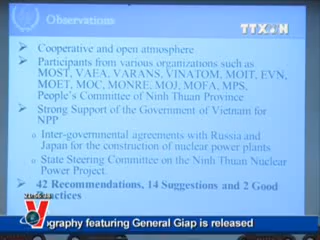 Observations
TTXVN
Cooperative and open atmosphere
Participants from various organizations such as
MOST, VAEA, VARANS, VINATOM, MOIT, EVN,
MOET, MOC, MONRE, MOJ, MOFA, MPS,
People's Committee of Ninh Thuan Province
Strong Support of the Government of Vietnam for
NPP
Inter-governmental agreements with Russia and
Japan for the construction of nuclear power plants
State Steering Committee on the Ninh Thuan Nuclear
Power Project.
42 Recommendations, 14 Suggestions and 2 Good
actices
ography featuring General Giap is released